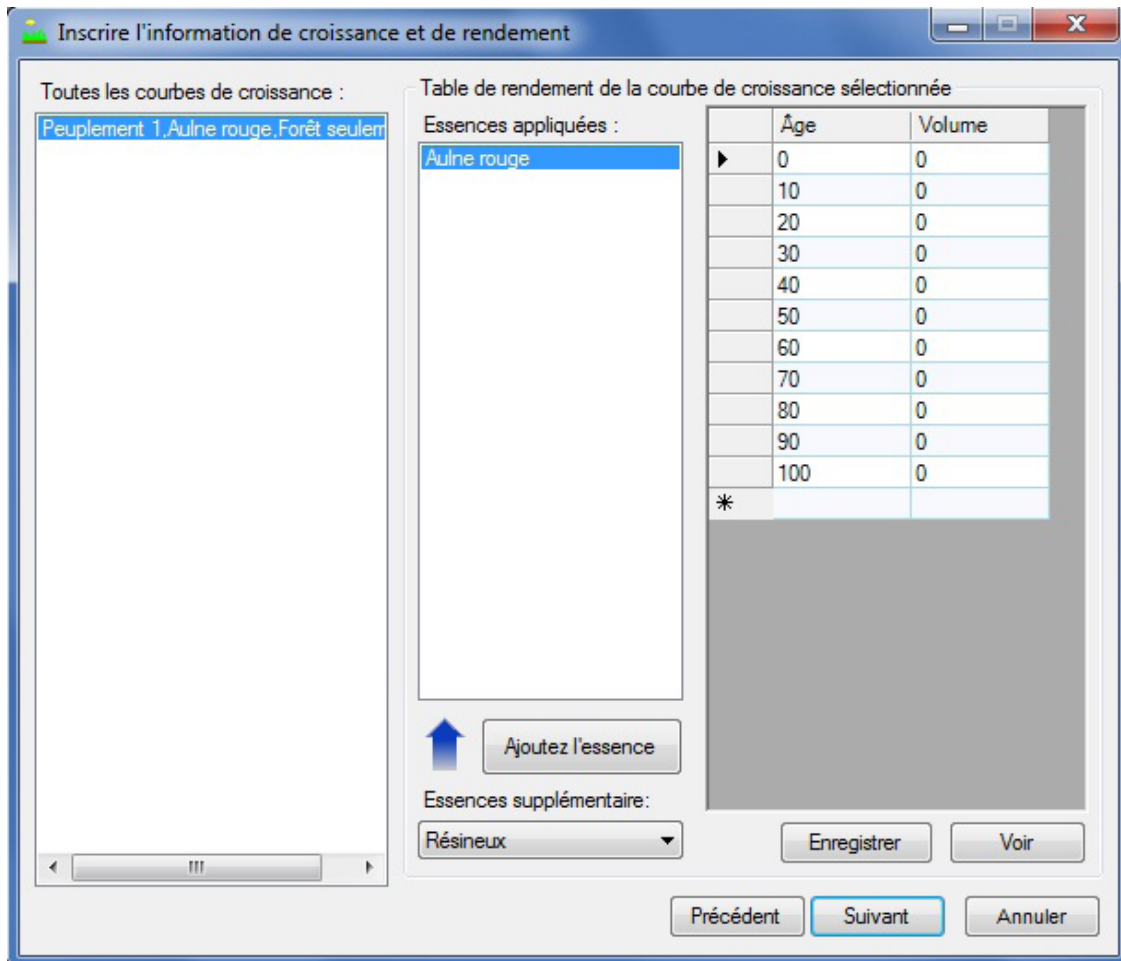 Inscrire l'information de croissance et de rendement
Toutes les courbes de croissance :
Peuplement 1,Aulne rouge,Forêt seulem
Table de rendement de la courbe de croissance sélectionnée
Essences appliquées :
Aulne rouge
Âge Volume
0 0
10 0
20 0
30 0
40 0
50 0
60 0
70 0
80 0
90 0
100 0
Ajoutez l'essence
Essences supplémentaire:
Résineux
Enregistrer Voir
Précédent Suivant Annuler